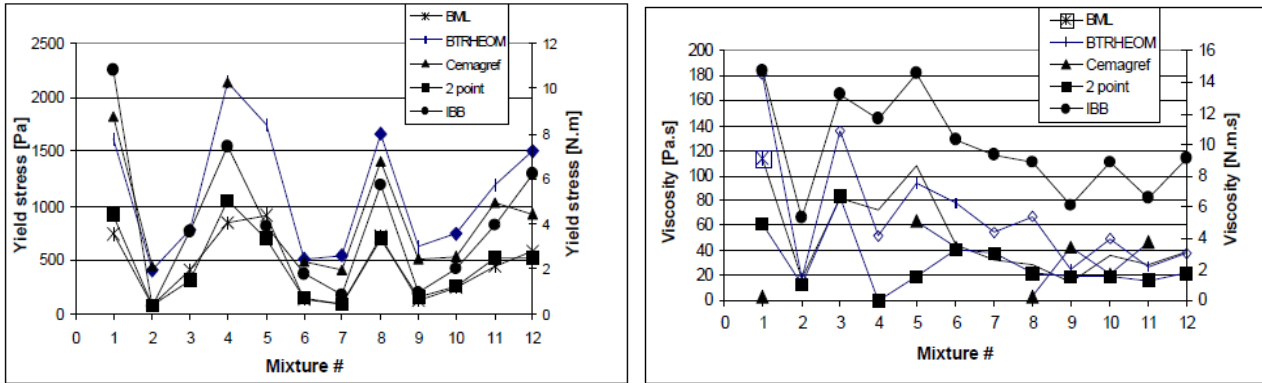 BML
BTRHEOM
Cemagref
2 point
IBB
2500
2000
1500
1000
500
0
Yield stress [Pa]
12
10
8
6
4
2
0
Yield stress [N.m]
0 1 2 3 4 5 6 7 8 9 10 11 12
Mixture #
BML
BTRHEOM
Cemagref
2 point
IBB
200
180
160
140
120
100
80
60
40
20
0
Viscosity [Pa.s]
16
14
12
10
8
6
4
2
0
Viscosity [N.m.s]
0 1 2 3 4 5 6 7 8 9 10 11 12
Mixture #